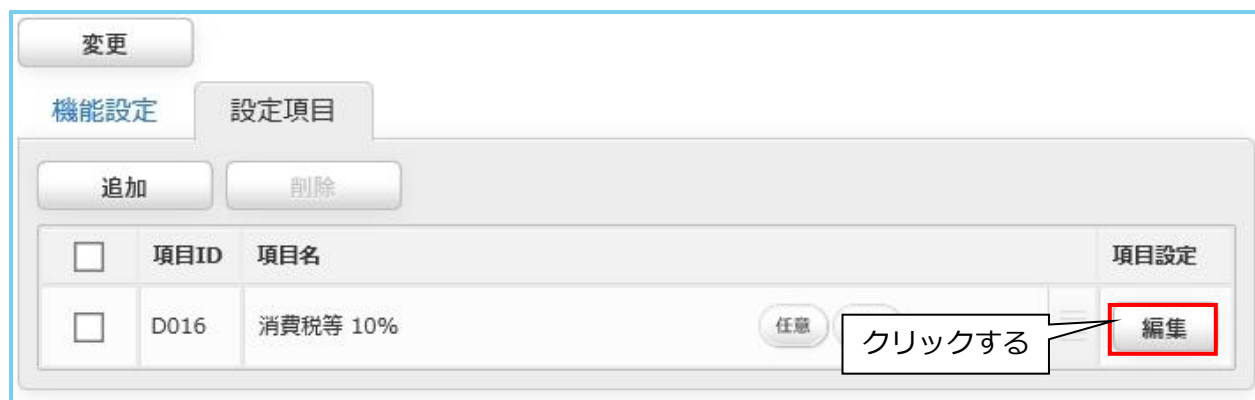 変更
機能設定 設定項目
追加 削除
項目ID 項目名 項目設定
D016 消費税等 10% 任意 クリックする 編集